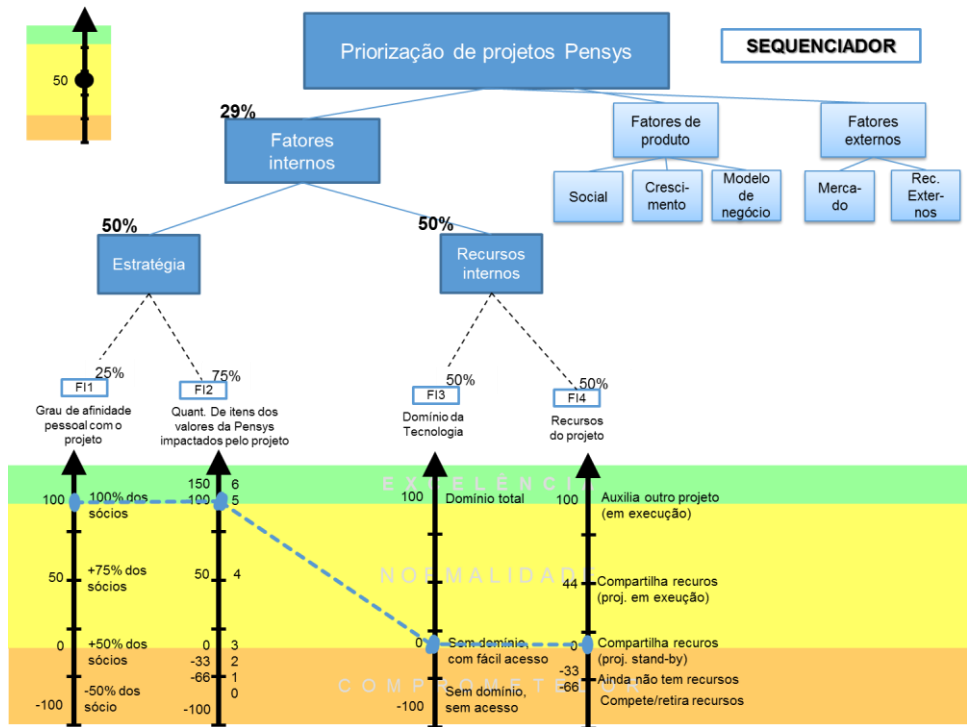 Priorização de projetos Pensys
SEQUENCIADOR
50
29%
Fatores
internos
Fatores de
produto
Fatores
externos
Social
Cresci-
mento
Modelo
de
negócio
Merca-
do
Rec.
Exter-
nos
50%
Estratégia
50%
Recursos
internos
25%
FI1
Grau de afinidade
pessoal com o
projeto
75%
FI2
Quant. De itens dos
valores da Pensys
impactados pelo projeto
50%
FI3
Domínio da
Tecnologia
50%
FI4
Recursos
do projeto
EXCELÊNCI
NORMALIDADE
COMPROMETEDOR
100
100% dos
sócios
50
+75% dos
sócios
0
+50% dos
sócios
-100
-50% dos
sócio
150 6
100 5
50 4
0 3
-33 2
-66 1
0
-100
100
Domínio total
0
Sem domínio,
com fácil acesso
-100
Sem domínio,
sem acesso
100
Auxilia outro projeto
(em execução)
44
Compartilha recuros
(proj. em exeução)
0
Compartilha recuros
(proj. stand-by)
-33
Ainda não tem recursos
-66
Compete/retira recursos